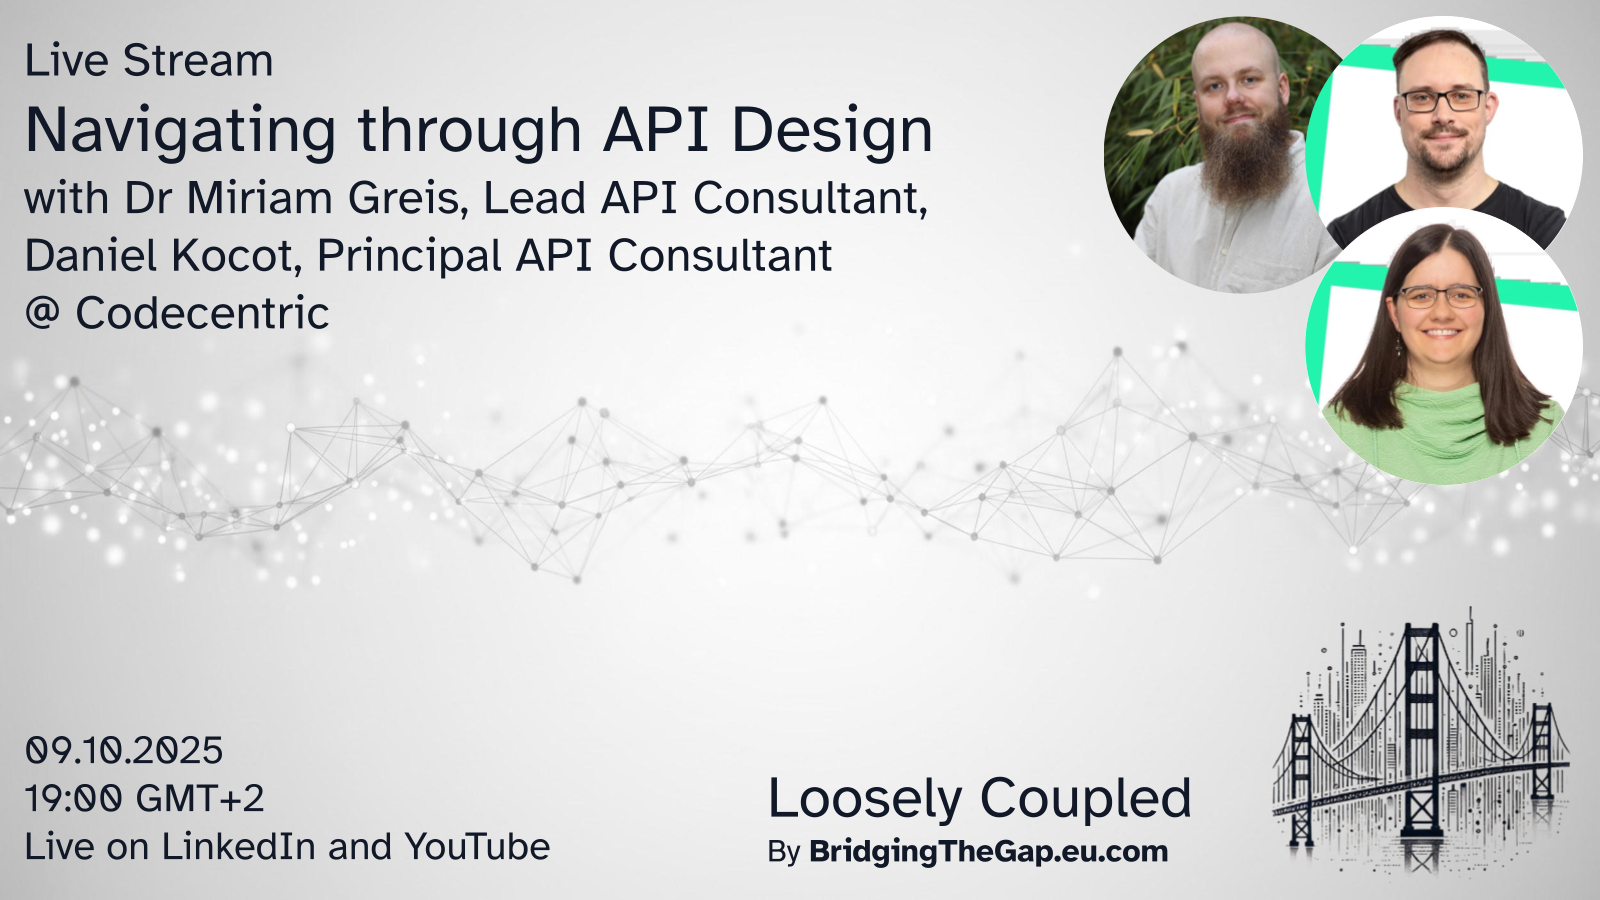 Live Stream
Navigating through API Design
with Dr Miriam Greis, Lead API Consultant,
Daniel Kocot, Principal API Consultant
@ Codecentric
09.10.2025
19:00 GMT+2
Live on LinkedIn and YouTube
Loosely Coupled
By BridgingTheGap.eu.com